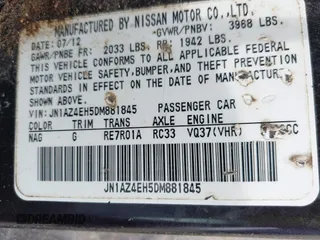 MANUFACTURED BY NISSAN MOTOR CO.,LTD.
DATE: 07/12 GVWR/PNBV: 3968 LBS.
GAWR/PNBE FR: 2033 LBS. RR: 1942 LBS.
THIS VEHICLE CONFORMS TO ALL APPLICABLE FEDERAL
MOTOR VEHICLE SAFETY, BUMPER, AND THEFT PREVENTION
STANDARDS IN EFFECT ON THE DATE OF MANUFACTURE
SHOWN ABOVE.
VIN: JN1AZ4EH5DM881845 PASSENGER CAR
COLOR TRIM TRANS AXLE ENGINE
NAG G RE7R01A RC33 VQ37(VHR) CC
JN1AZ4EH5DM881845
DREAMBID